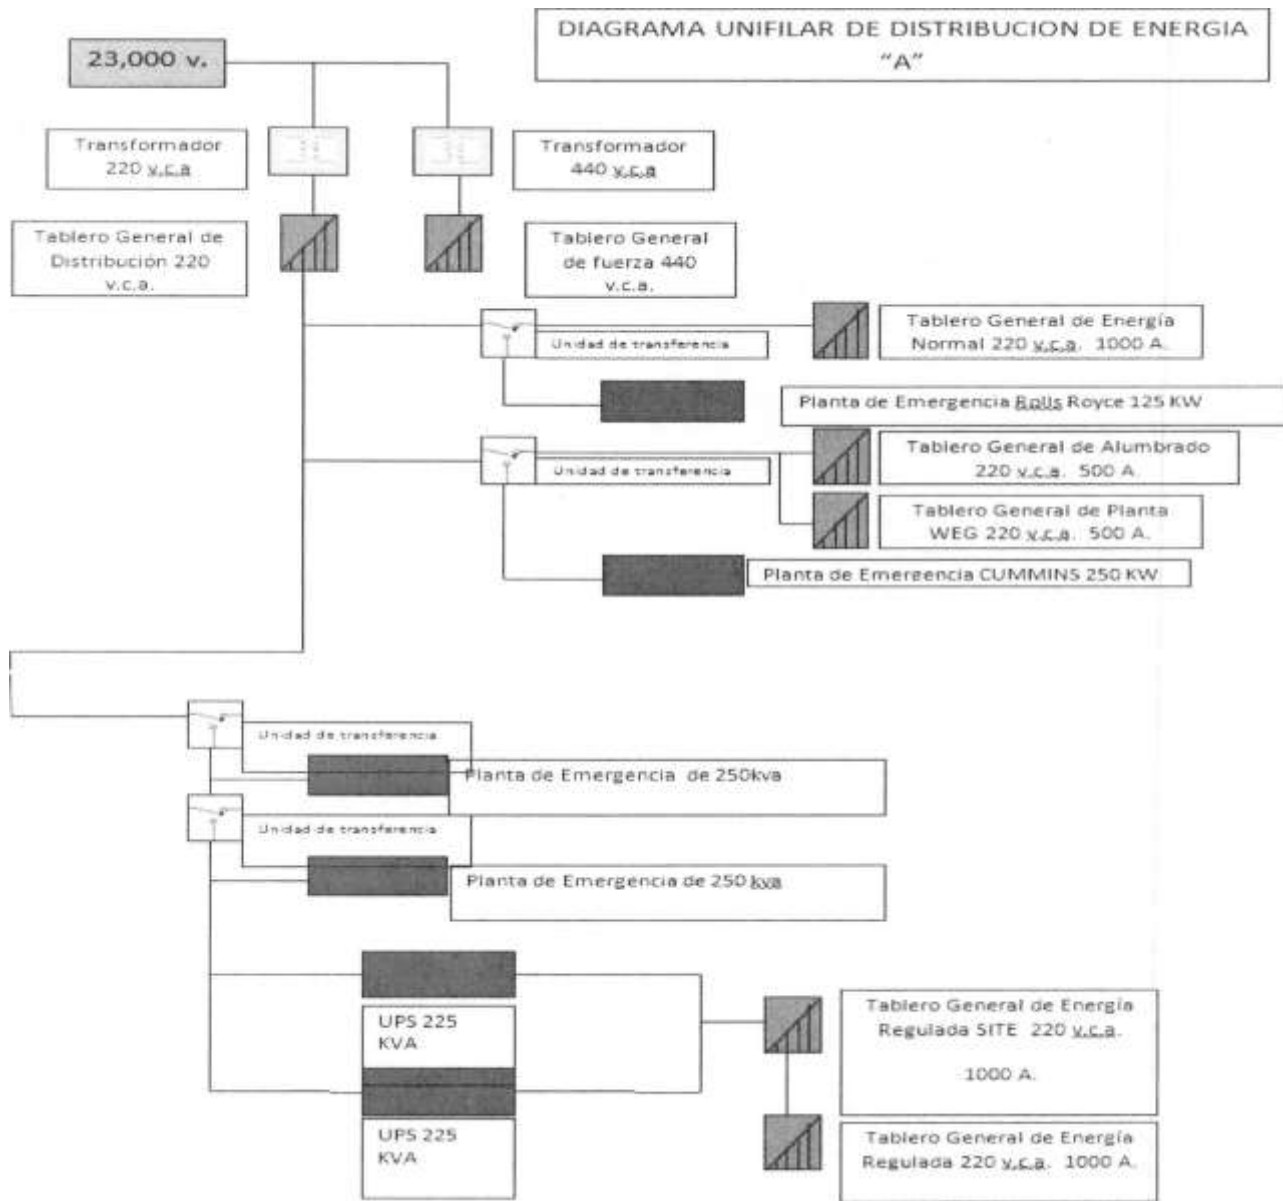 DIAGRAMA UNIFILAR DE DISTRIBUCION DE ENERGIA
"A"
23,000 v.
Transformador
220 v.c.a
Transformador
440 v.c.a
Tablero General de
Distribución 220
v.c.a.
Tablero General
de fuerza 440
v.c.a.
Unidad de transferencia
Tablero General de Energía
Normal 220 v.c.a. 1000 A.
Planta de Emergencia Rolls Royce 125 KW
Unidad de transferencia
Tablero General de Alumbrado
220 v.c.a. 500 A.
Tablero General de Planta
WEG 220 v.c.a. 500 A.
Planta de Emergencia CUMMINS 250 KW
Unidad de transferencia
Planta de Emergencia de 250kva
Unidad de transferencia
Planta de Emergencia de 250 kva
UPS 225
KVA
Tablero General de Energía
Regulada SITE 220 v.c.a.
1000 A.
UPS 225
KVA
Tablero General de Energía
Regulada 220 v.c.a. 1000 A.